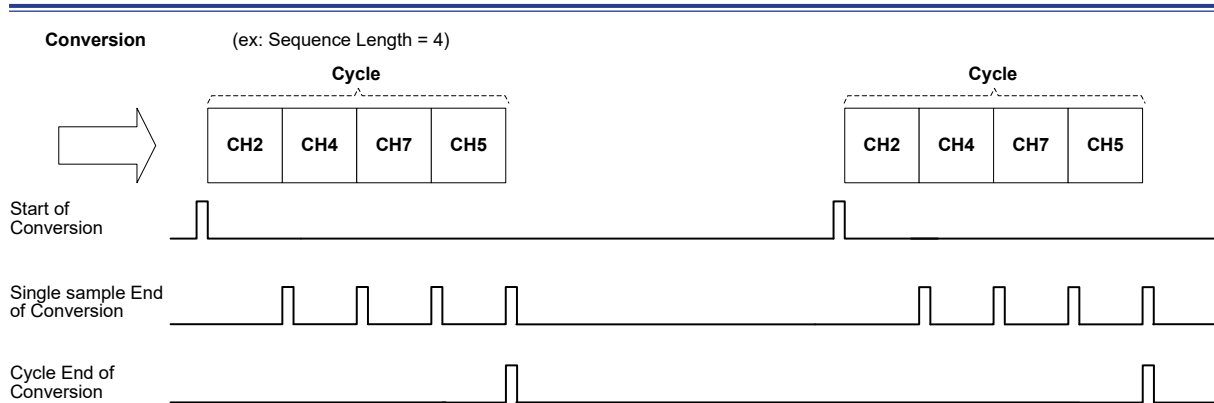 Conversion (ex: Sequence Length = 4)
Cycle Cycle
CH2 CH4 CH7 CH5 CH2 CH4 CH7 CH5
Start of
Conversion
Single sample End
of Conversion
Cycle End of
Conversion